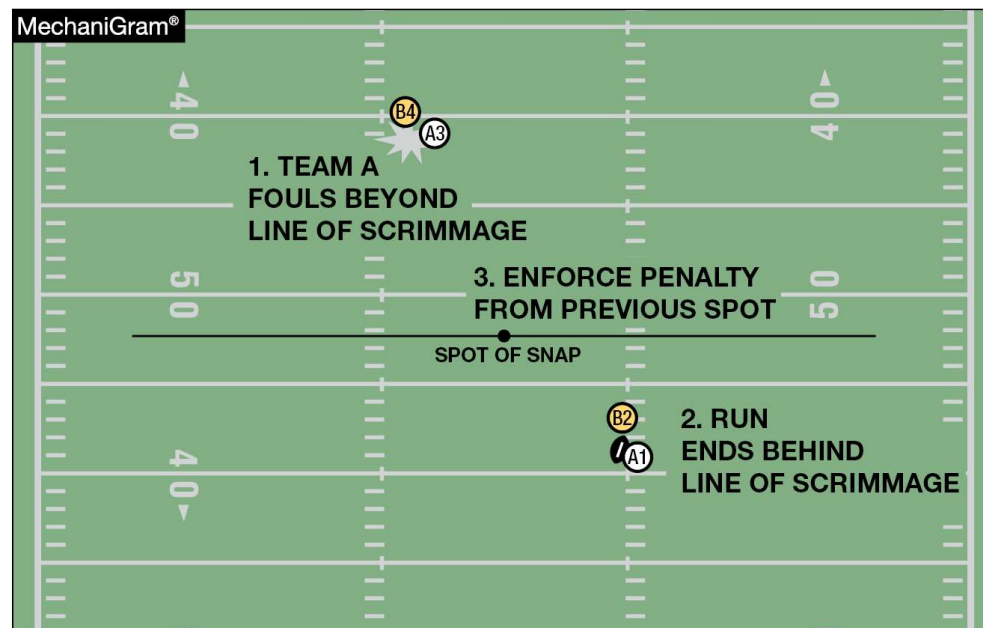 MechaniGram®
40
40
B4
A3
1. TEAM A
FOULS BEYOND
LINE OF SCRIMMAGE
50
50
3. ENFORCE PENALTY
FROM PREVIOUS SPOT
SPOT OF SNAP
B2
A1
2. RUN
ENDS BEHIND
LINE OF SCRIMMAGE
40